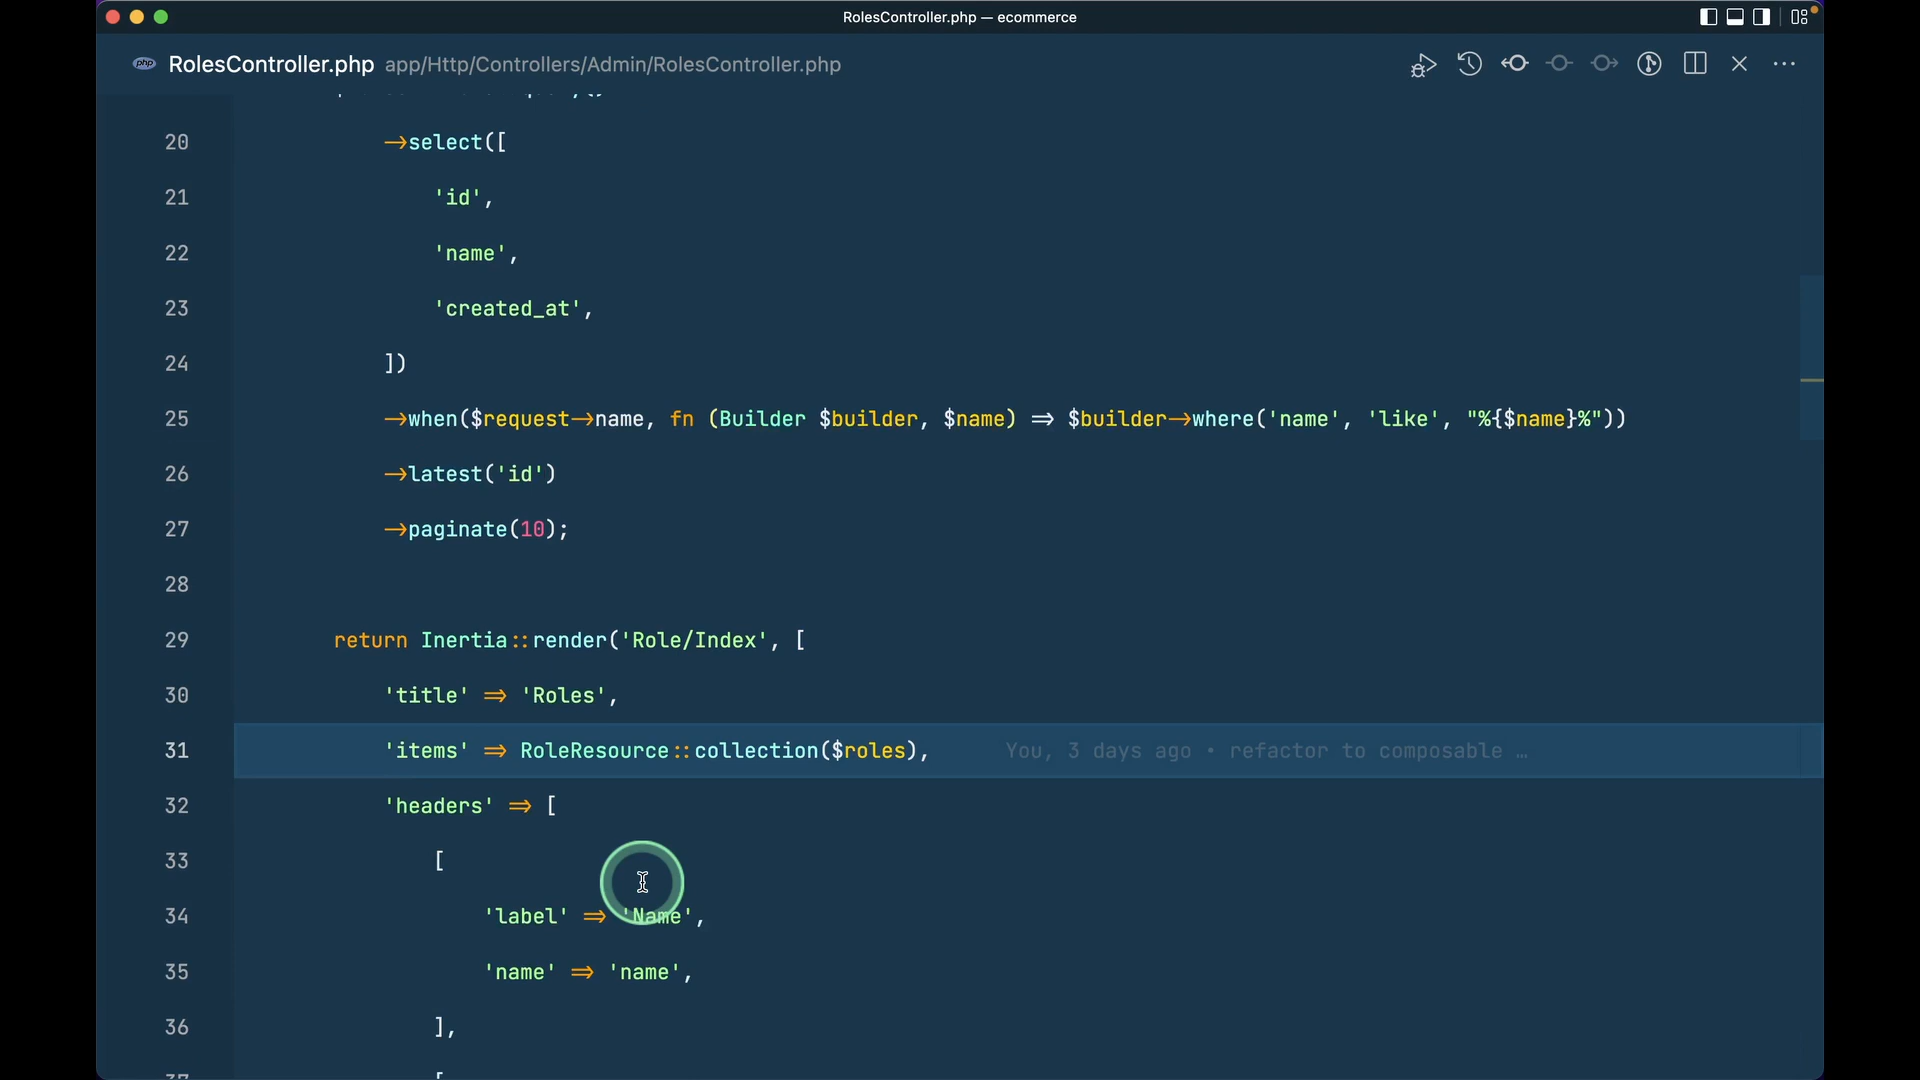 RolesController.php — ecommerce
php RolesController.php app/Http/Controllers/Admin/RolesController.php
20 ->select([
21 'id',
22 'name',
23 'created_at',
24 ])
25 ->when($request->name, fn (Builder $builder, $name) => $builder->where('name', 'like', "%{$name}%"))
26 ->latest('id')
27 ->paginate(10);
28
29 return Inertia::render('Role/Index', [
30 'title' => 'Roles',
31 'items' => RoleResource::collection($roles), You, 3 days ago • refactor to composable …
32 'headers' => [
33 [
34 'label' => 'Name',
35 'name' => 'name',
36 ],
37 [